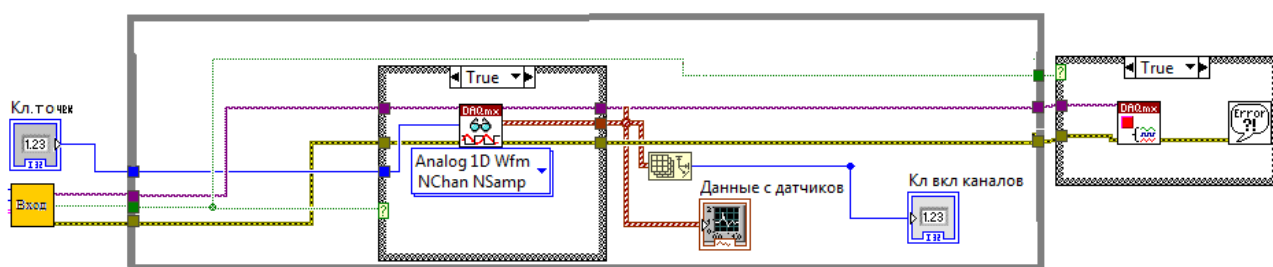 True
True
Кл.точек
1.23
I32
Вход
DAQmx
Analog 1D Wfm
NChan NSamp
?
Данные с датчиков
Кл вкл каналов
1.23
I32
?
DAQmx
Error
?!